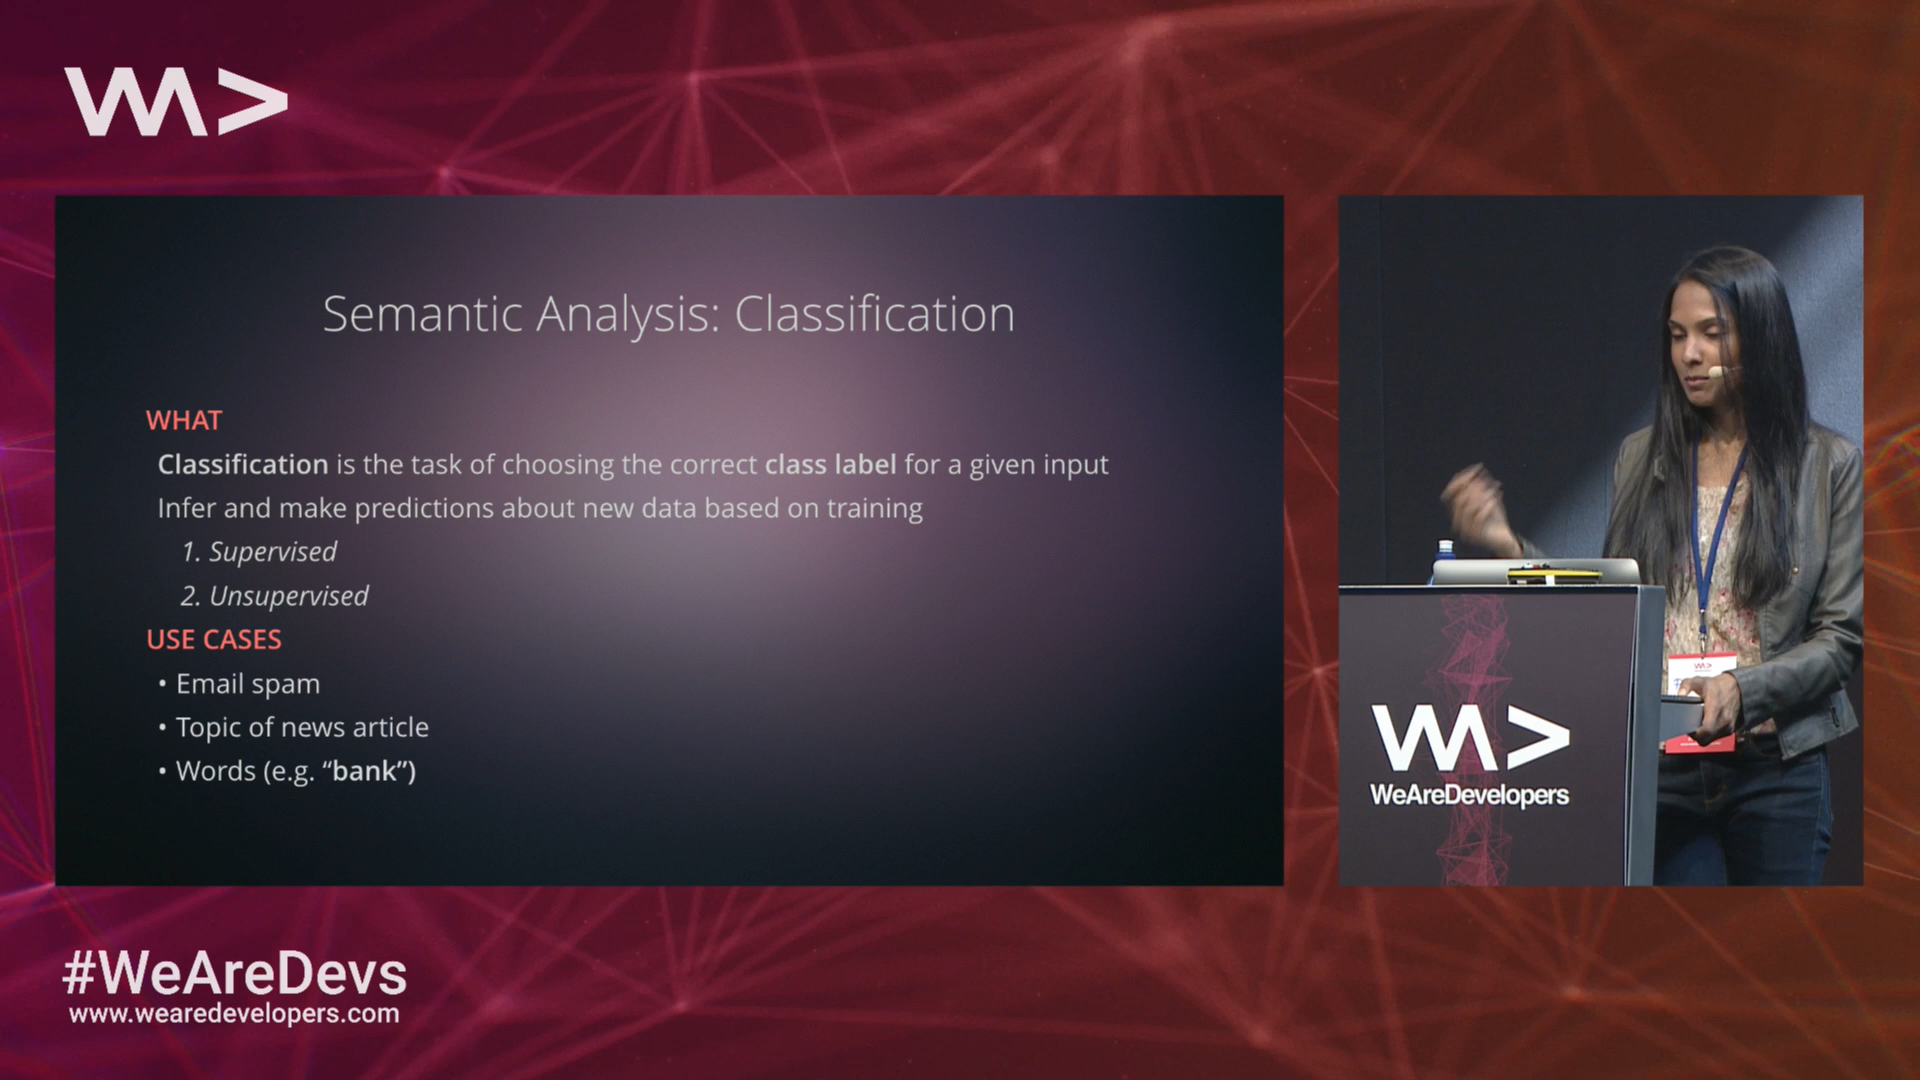 WA>
Semantic Analysis: Classification
WHAT
Classification is the task of choosing the correct class label for a given input
Infer and make predictions about new data based on training
1. Supervised
2. Unsupervised
USE CASES
• Email spam
• Topic of news article
• Words (e.g. “bank”)
WA>
WeAreDevelopers
#WeAreDevs
www.wearedevelopers.com